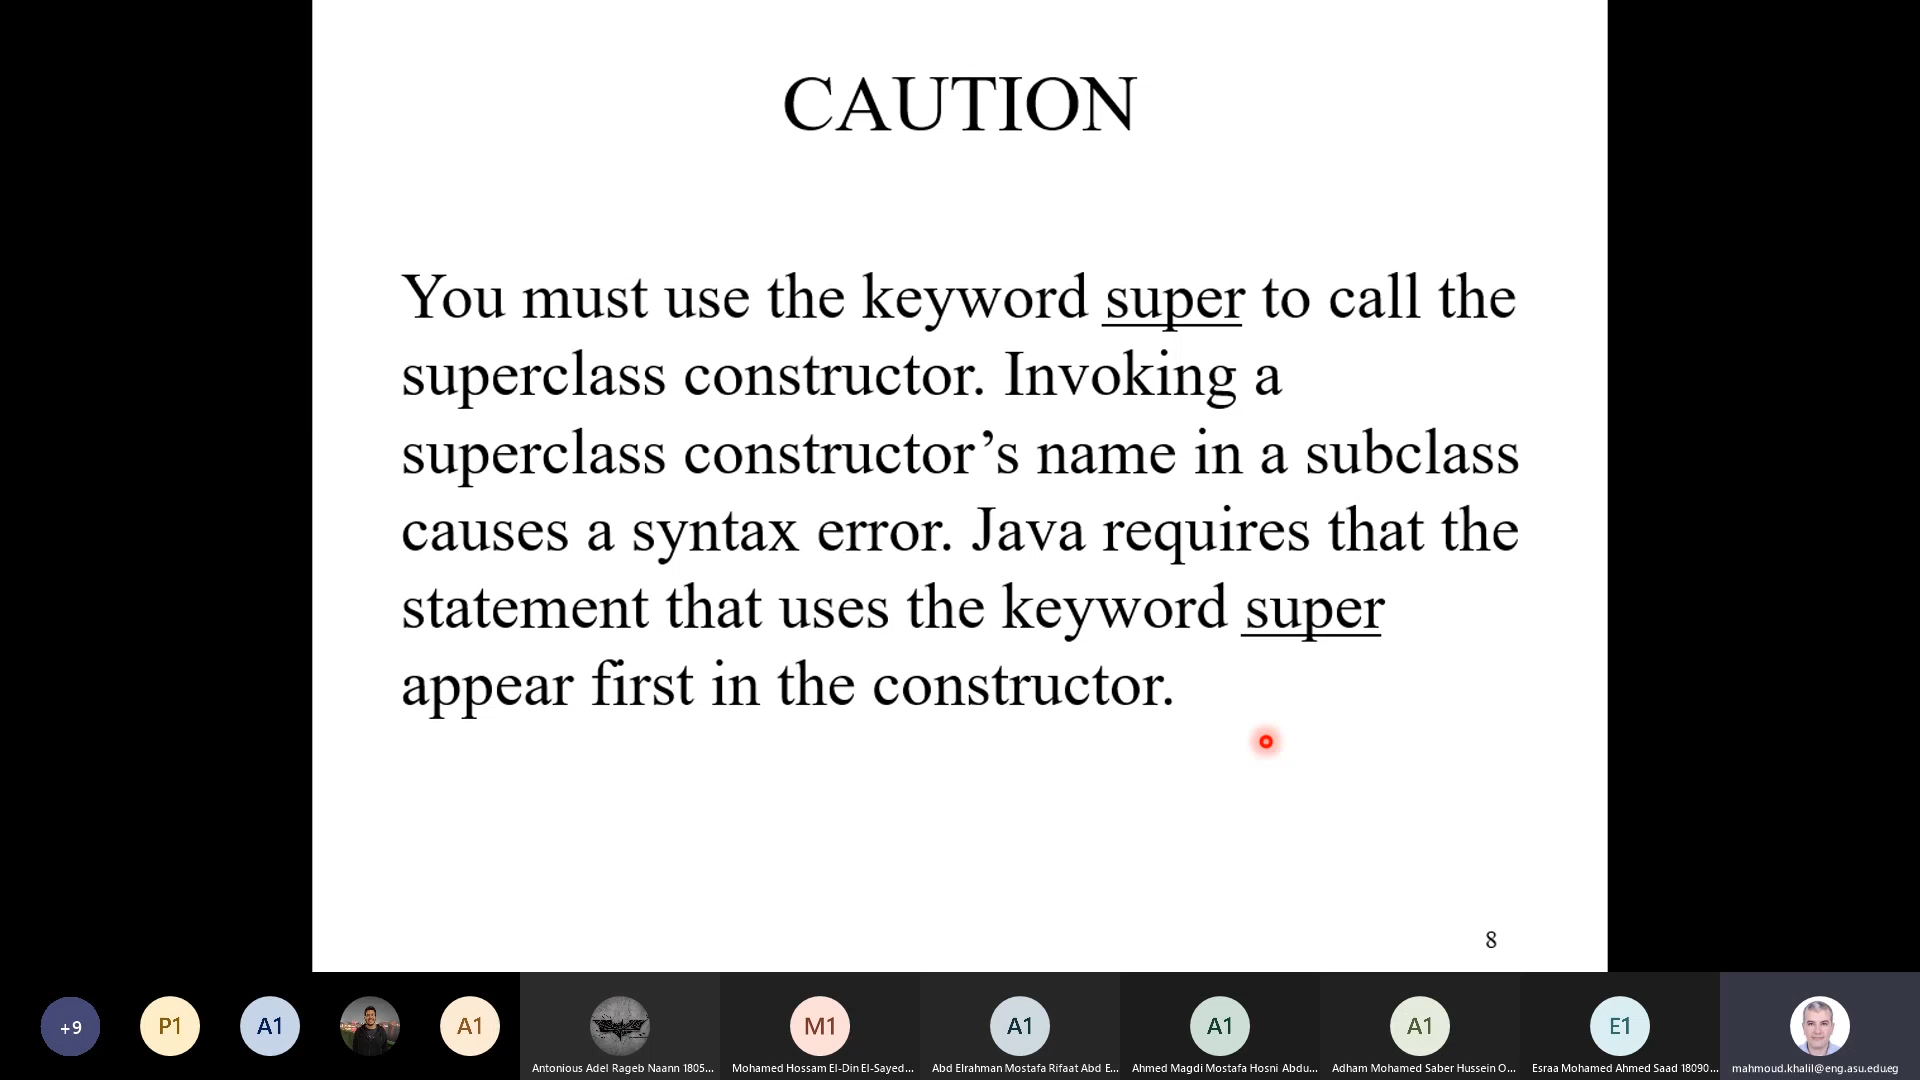 CAUTION
You must use the keyword super to call the
superclass constructor. Invoking a
superclass constructor’s name in a subclass
causes a syntax error. Java requires that the
statement that uses the keyword super
appear first in the constructor.
8
+9
P1
A1
A1
M1
A1
A1
A1
E1
Antonious Adel Rageb Naann 1805...
Mohamed Hossam El-Din El-Sayed...
Abd Elrahman Mostafa Rifaat Abd E...
Ahmed Magdi Mostafa Hosni Abdu...
Adham Mohamed Saber Hussein O...
Esraa Mohamed Ahmed Saad 18090...
mahmoud.khalil@eng.asu.edu.eg